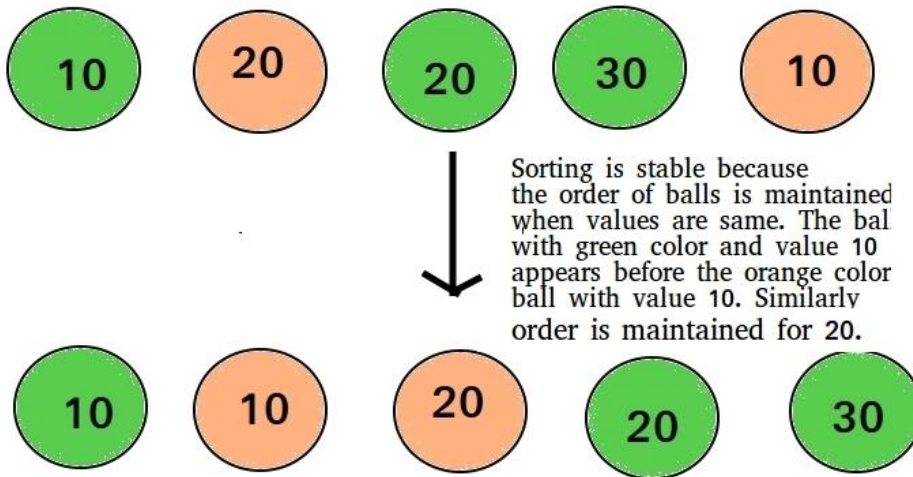 10 20 20 30 10
Sorting is stable because
the order of balls is maintained
when values are same. The bal
with green color and value 10
appears before the orange color
ball with value 10. Similarly
order is maintained for 20.
10 10 20 20 30